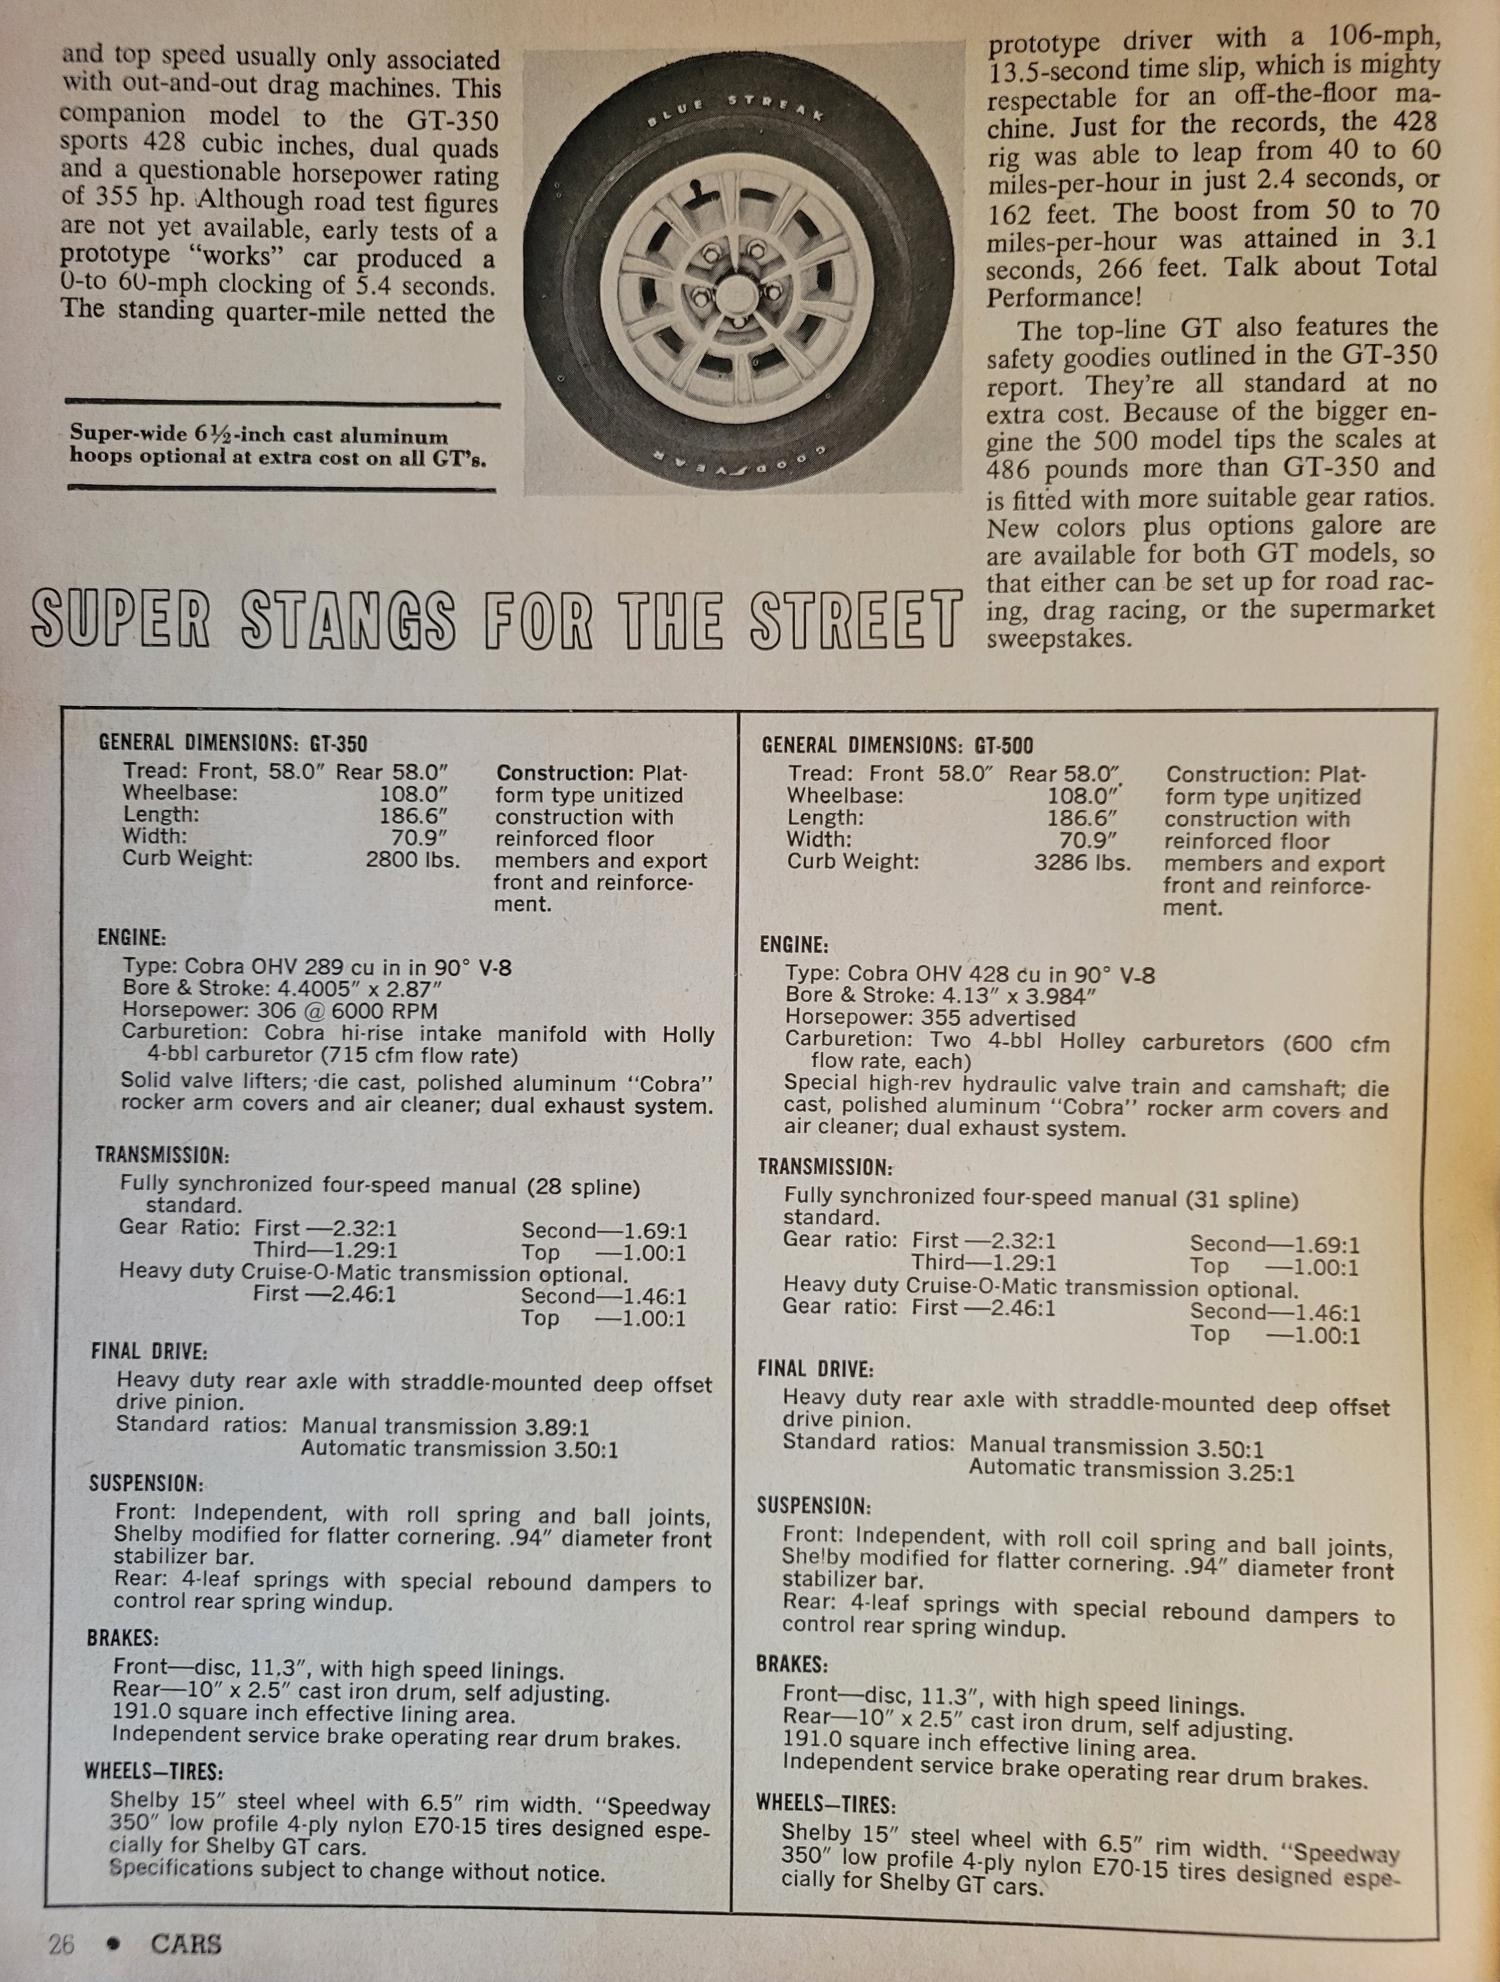 and top speed usually only associated
with out-and-out drag machines. This
companion model to the GT-350
sports 428 cubic inches, dual quads
and a questionable horsepower rating
of 355 hp. Although road test figures
are not yet available, early tests of a
prototype “works” car produced a
0-to 60-mph clocking of 5.4 seconds.
The standing quarter-mile netted the
Super-wide 6½-inch cast aluminum
hoops optional at extra cost on all GT's.
BLUE STREAK
GOODYEAR
prototype driver with a 106-mph,
13.5-second time slip, which is mighty
respectable for an off-the-floor ma-
chine. Just for the records, the 428
rig was able to leap from 40 to 60
miles-per-hour in just 2.4 seconds, or
162 feet. The boost from 50 to 70
miles-per-hour was attained in 3.1
seconds, 266 feet. Talk about Total
Performance!
The top-line GT also features the
safety goodies outlined in the GT-350
report. They're all standard at no
extra cost. Because of the bigger en-
gine the 500 model tips the scales at
486 pounds more than GT-350 and
is fitted with more suitable gear ratios.
New colors plus options galore are
are available for both GT models, so
that either can be set up for road rac-
ing, drag racing, or the supermarket
sweepstakes.
SUPER STANGS FOR THE STREET
GENERAL DIMENSIONS: GT-350
Tread: Front, 58.0″ Rear 58.0″
Wheelbase: 108.0″
Length: 186.6″
Width: 70.9″
Curb Weight: 2800 lbs.
Construction: Plat-
form type unitized
construction with
reinforced floor
members and export
front and reinforce-
ment.
ENGINE:
Type: Cobra OHV 289 cu in in 90° V-8
Bore & Stroke: 4.4005″ x 2.87″
Horsepower: 306 @ 6000 RPM
Carburetion: Cobra hi-rise intake manifold with Holly
4-bbl carburetor (715 cfm flow rate)
Solid valve lifters; die cast, polished aluminum “Cobra”
rocker arm covers and air cleaner; dual exhaust system.
TRANSMISSION:
Fully synchronized four-speed manual (28 spline)
standard.
Gear Ratio: First —2.32:1 Second—1.69:1
Third—1.29:1 Top —1.00:1
Heavy duty Cruise-O-Matic transmission optional.
First —2.46:1 Second—1.46:1
Top —1.00:1
FINAL DRIVE:
Heavy duty rear axle with straddle-mounted deep offset
drive pinion.
Standard ratios: Manual transmission 3.89:1
Automatic transmission 3.50:1
SUSPENSION:
Front: Independent, with roll spring and ball joints,
Shelby modified for flatter cornering. .94″ diameter front
stabilizer bar.
Rear: 4-leaf springs with special rebound dampers to
control rear spring windup.
BRAKES:
Front—disc, 11.3″, with high speed linings.
Rear—10″ x 2.5″ cast iron drum, self adjusting.
191.0 square inch effective lining area.
Independent service brake operating rear drum brakes.
WHEELS—TIRES:
Shelby 15″ steel wheel with 6.5″ rim width. “Speedway
350” low profile 4-ply nylon E70-15 tires designed espe-
cially for Shelby GT cars.
Specifications subject to change without notice.
GENERAL DIMENSIONS: GT-500
Tread: Front 58.0″ Rear 58.0″
Wheelbase: 108.0″
Length: 186.6″
Width: 70.9″
Curb Weight: 3286 lbs.
Construction: Plat-
form type unitized
construction with
reinforced floor
members and export
front and reinforce-
ment.
ENGINE:
Type: Cobra OHV 428 cu in 90° V-8
Bore & Stroke: 4.13″ x 3.984″
Horsepower: 355 advertised
Carburetion: Two 4-bbl Holley carburetors (600 cfm
flow rate, each)
Special high-rev hydraulic valve train and camshaft; die
cast, polished aluminum “Cobra” rocker arm covers and
air cleaner; dual exhaust system.
TRANSMISSION:
Fully synchronized four-speed manual (31 spline)
standard.
Gear ratio: First —2.32:1 Second—1.69:1
Third—1.29:1 Top —1.00:1
Heavy duty Cruise-O-Matic transmission optional.
Gear ratio: First —2.46:1 Second—1.46:1
Top —1.00:1
FINAL DRIVE:
Heavy duty rear axle with straddle-mounted deep offset
drive pinion.
Standard ratios: Manual transmission 3.50:1
Automatic transmission 3.25:1
SUSPENSION:
Front: Independent, with roll coil spring and ball joints,
Shelby modified for flatter cornering. .94″ diameter front
stabilizer bar.
Rear: 4-leaf springs with special rebound dampers to
control rear spring windup.
BRAKES:
Front—disc, 11.3″, with high speed linings.
Rear—10″ x 2.5″ cast iron drum, self adjusting.
191.0 square inch effective lining area.
Independent service brake operating rear drum brakes.
WHEELS—TIRES:
Shelby 15″ steel wheel with 6.5″ rim width. “Speedway
350” low profile 4-ply nylon E70-15 tires designed espe-
cially for Shelby GT cars.
26 • CARS